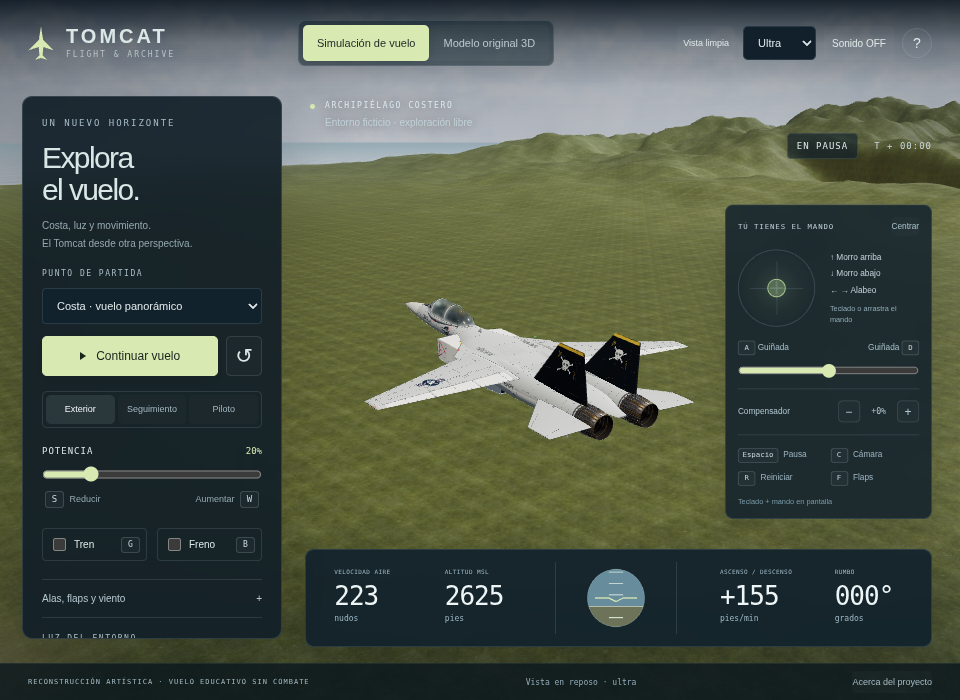 TOMCAT
FLIGHT & ARCHIVE
Simulación de vuelo
Modelo original 3D
Vista limpia
Ultra
Sonido OFF
?
ARCHIPIÉLAGO COSTERO
Entorno ficticio · exploración libre
EN PAUSA
T + 00:00
UN NUEVO HORIZONTE
Explora
el vuelo.
Costa, luz y movimiento.
El Tomcat desde otra perspectiva.
PUNTO DE PARTIDA
Costa · vuelo panorámico
Continuar vuelo
↺
Exterior
Seguimiento
Piloto
POTENCIA
20%
S Reducir
Aumentar W
Tren G
Freno B
Alas, flaps y viento +
LUZ DEL ENTORNO
TÚ TIENES EL MANDO
Centrar
↑ Morro arriba
↓ Morro abajo
← → Alabeo
Teclado o arrastra el
mando
A Guiñada
Guiñada D
Compensador
− +0% +
Espacio Pausa
C Cámara
R Reiniciar
F Flaps
Teclado + mando en pantalla
VELOCIDAD AIRE
223
nudos
ALTITUD MSL
2625
pies
ASCENSO / DESCENSO
+155
pies/min
RUMBO
000°
grados
RECONSTRUCCIÓN ARTÍSTICA · VUELO EDUCATIVO SIN COMBATE
Vista en reposo · ultra
Acerca del proyecto